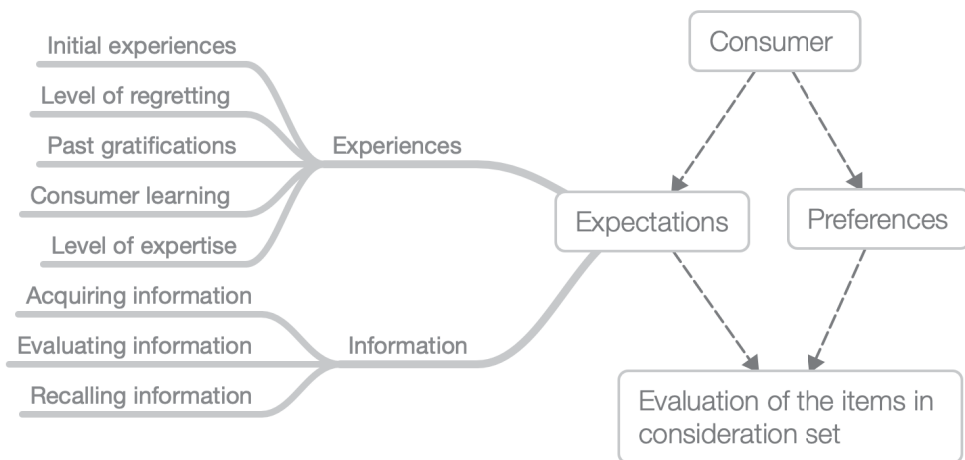 Initial experiences
Level of regretting
Past gratifications
Consumer learning
Level of expertise
Acquiring information
Evaluating information
Recalling information
Experiences
Information
Consumer
Expectations
Preferences
Evaluation of the items in
consideration set